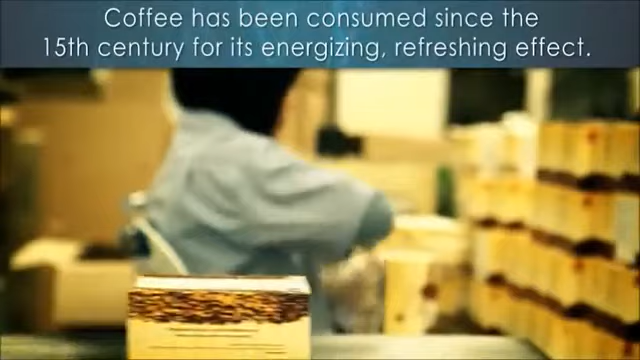 Coffee has been consumed since the
15th century for its energizing, refreshing effect.